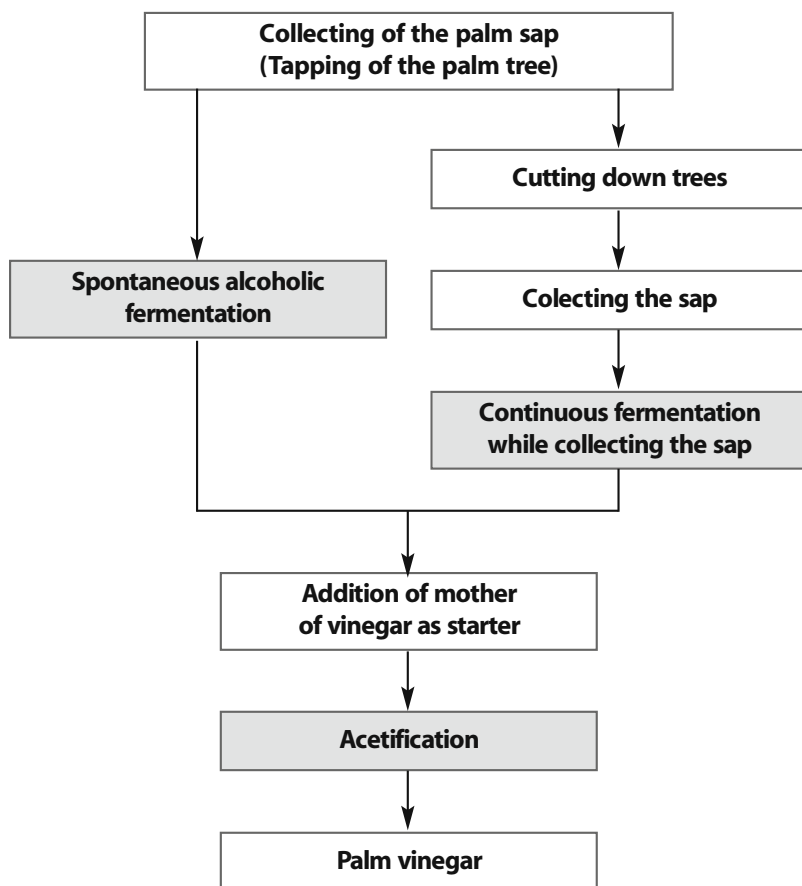 Collecting of the palm sap
(Tapping of the palm tree)
Cutting down trees
Spontaneous alcoholic
fermentation
Colecting the sap
Continuous fermentation
while collecting the sap
Addition of mother
of vinegar as starter
Acetification
Palm vinegar